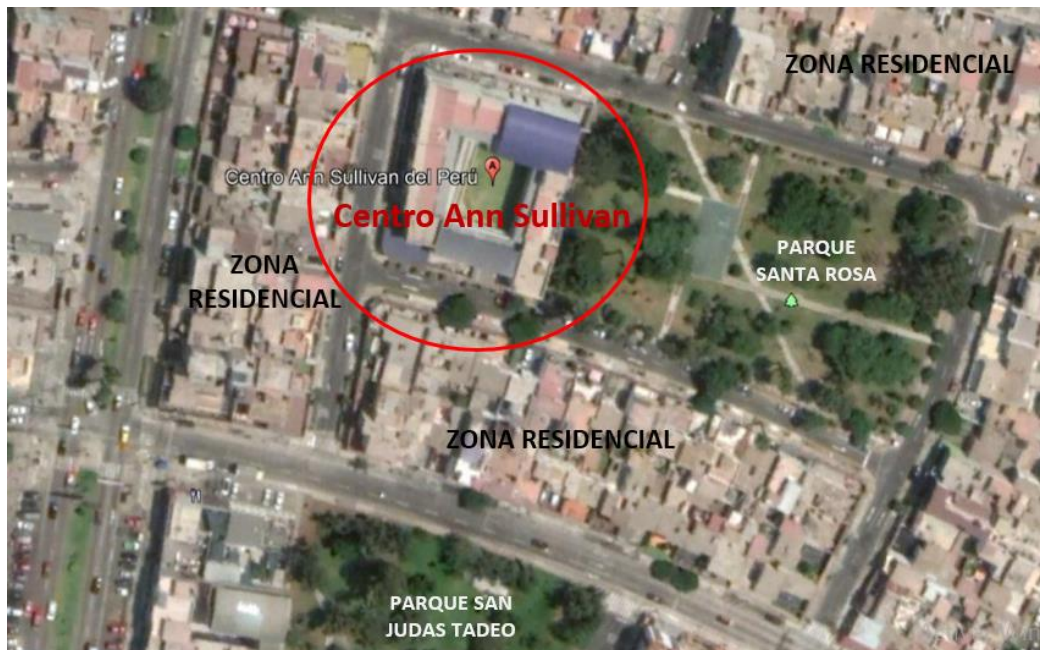 ZONA RESIDENCIAL
Centro Ann Sullivan del Perú
A
Centro Ann Sullivan
PARQUE
SANTA ROSA
ZONA
RESIDENCIAL
ZONA RESIDENCIAL
PARQUE SAN
JUDAS TADEO